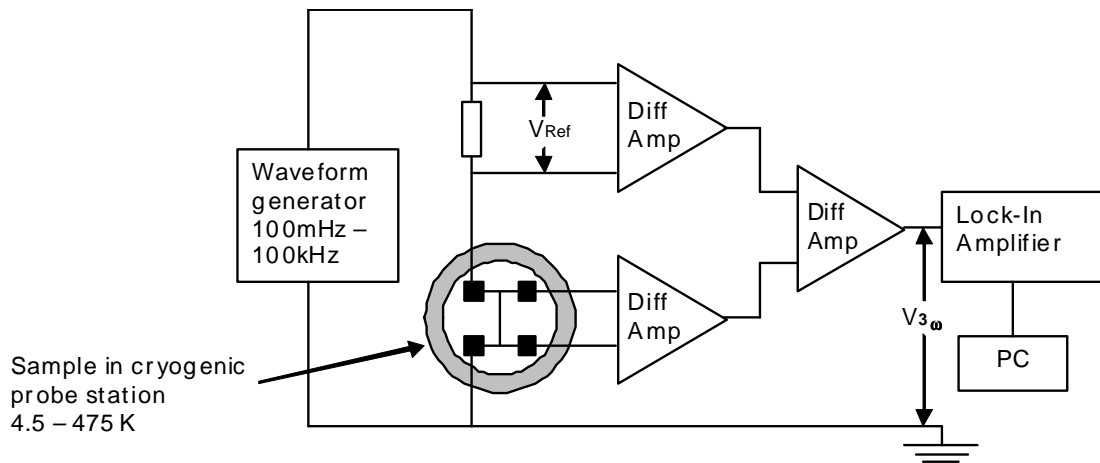 Waveform
generator
100mHz –
100kHz
VRef
Diff
Amp
Diff
Amp
Diff
Amp
Lock-In
Amplifier
V3ω
PC
Sample in cryogenic
probe station
4.5 – 475 K